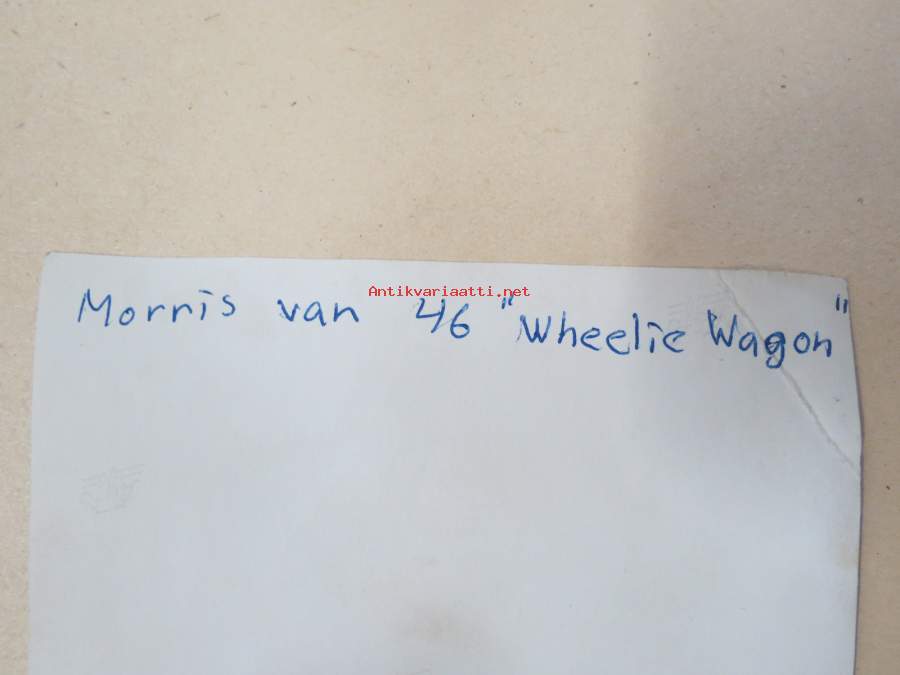 Antikvariaatti.net
Morris van 46 "Wheelie Wagon"